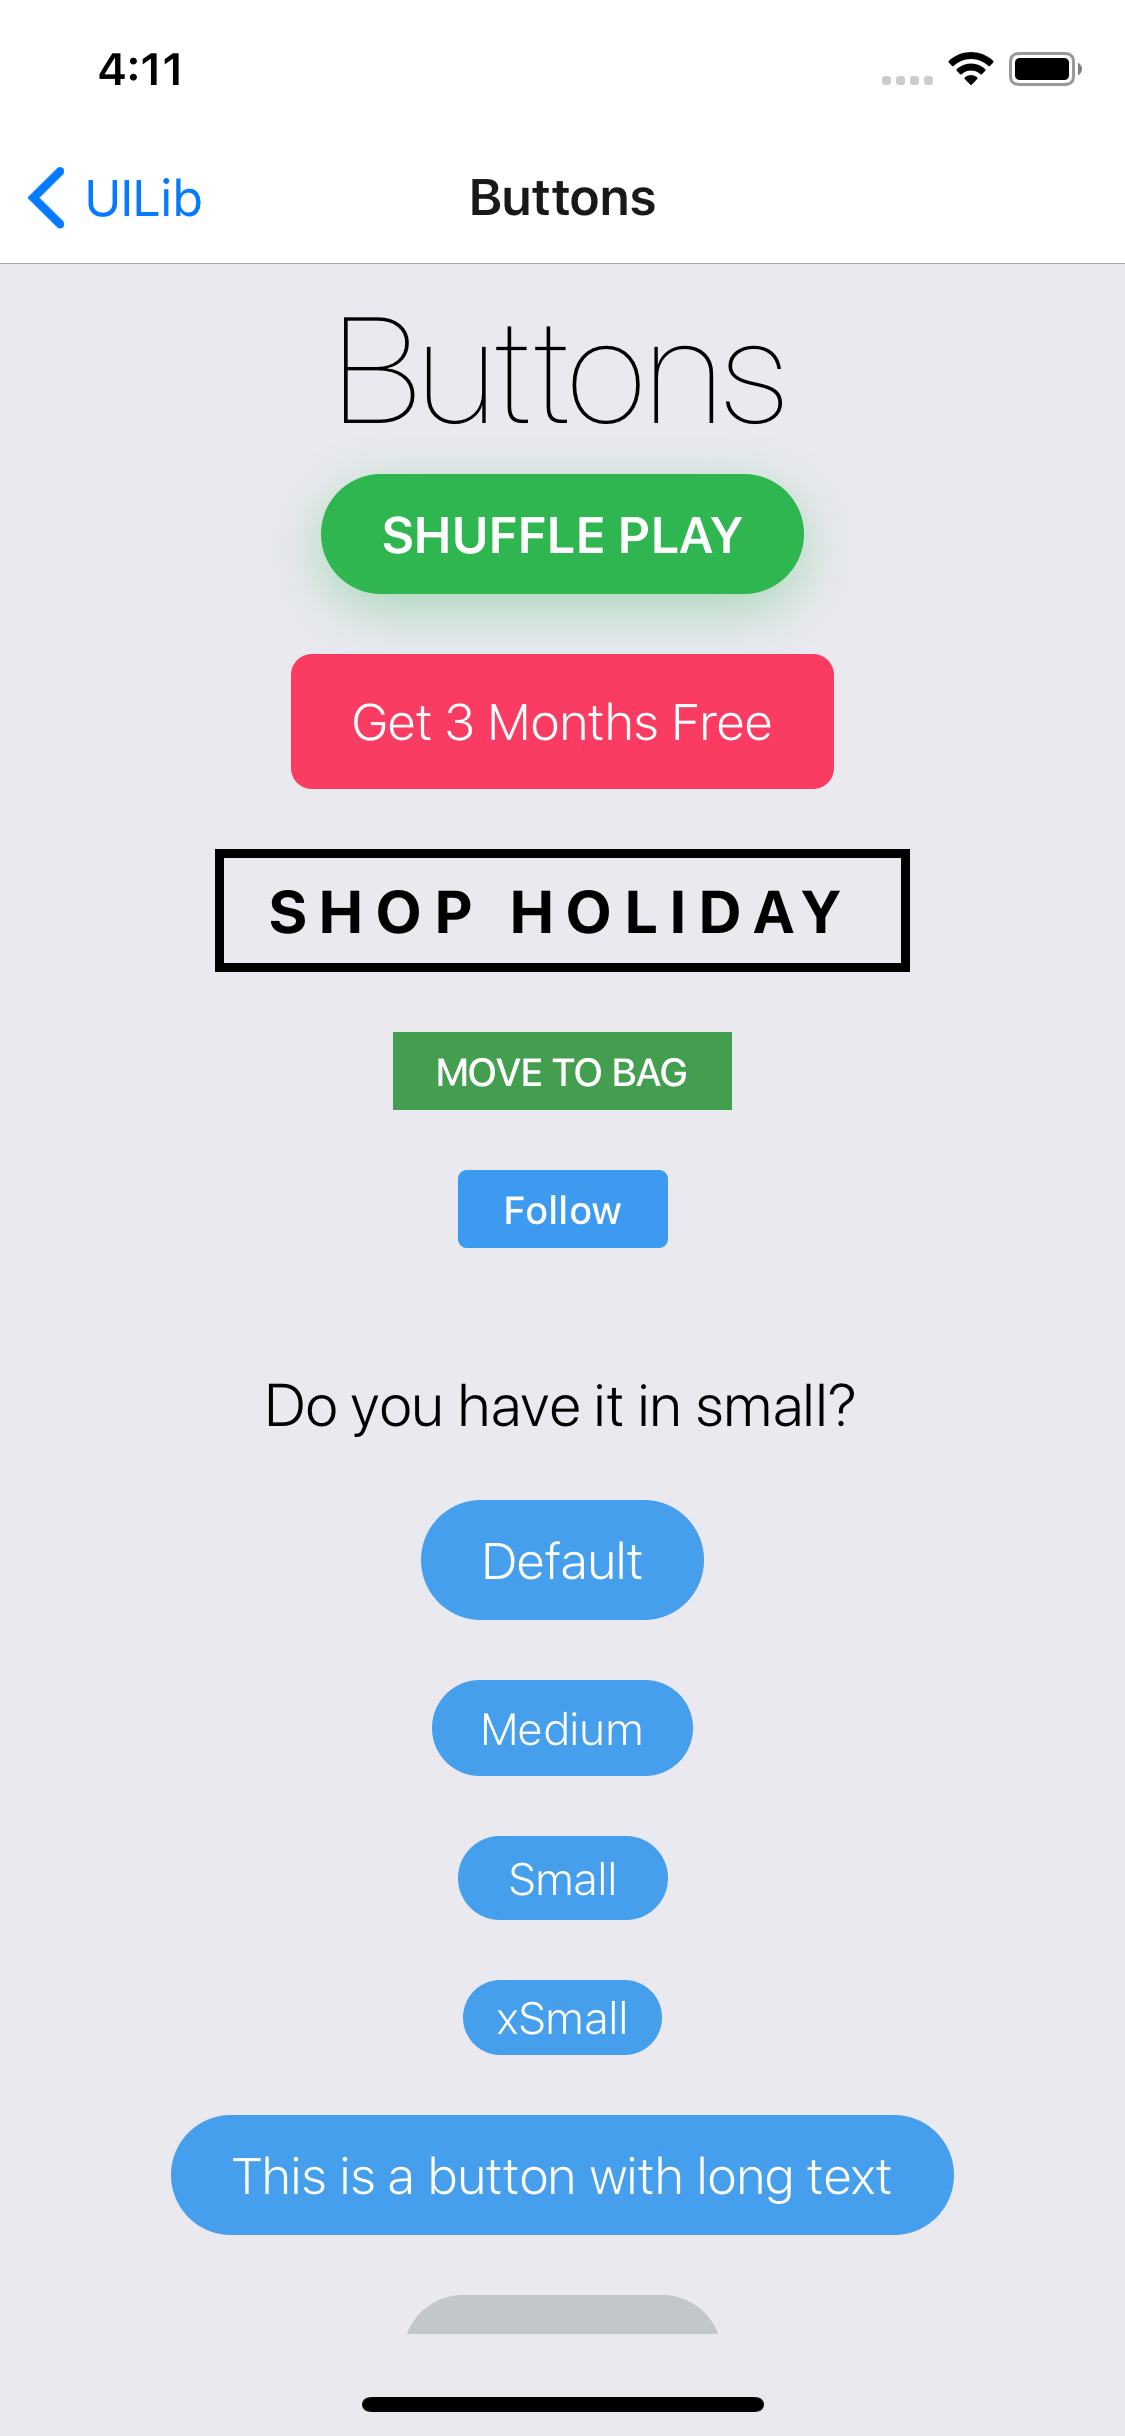 4:11
UILib
Buttons
Buttons
SHUFFLE PLAY
Get 3 Months Free
SHOP HOLIDAY
MOVE TO BAG
Follow
Do you have it in small?
Default
Medium
Small
xSmall
This is a button with long text